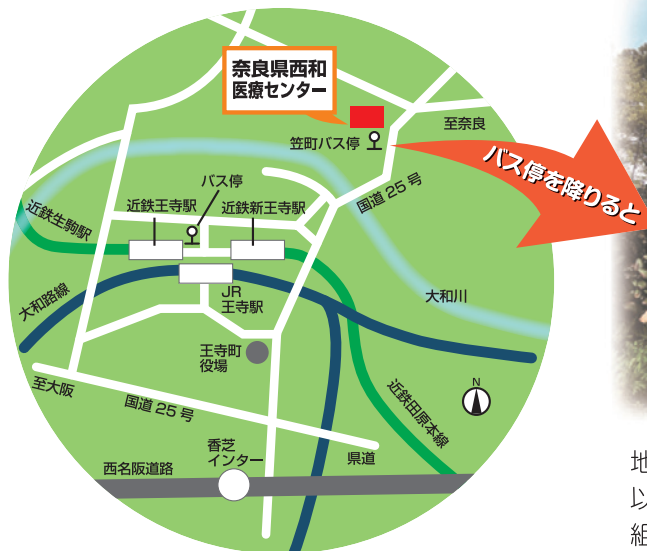 奈良県西和
医療センター
至奈良
笠町バス停
バス停を降りると
国道25号
バス停
近鉄王寺駅
近鉄新王寺駅
近鉄生駒駅
大和路線
JR
王寺駅
大和川
王寺町
役場
至大阪
国道25号
N
近鉄田原本線
香芝
インター
県道
西名阪道路
地
以
組